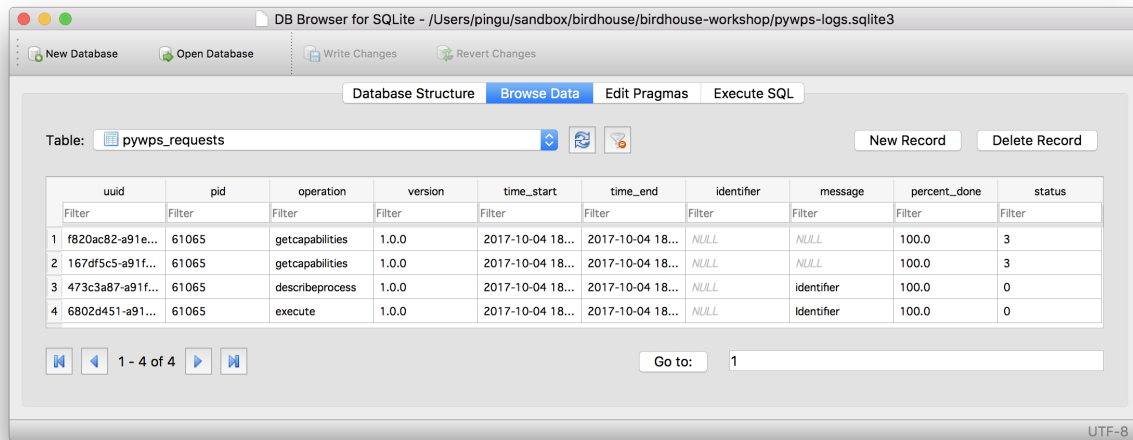 DB Browser for SQLite - /Users/pingu/sandbox/birdhouse/birdhouse-workshop/pywps-logs.sqlite3
New Database Open Database Write Changes Revert Changes
Database Structure Browse Data Edit Pragmas Execute SQL
Table: pywps_requests New Record Delete Record
uuid pid operation version time_start time_end identifier message percent_done status
Filter Filter Filter Filter Filter Filter Filter Filter Filter Filter
1 f820ac82-a91e... 61065 getcapabilities 1.0.0 2017-10-04 18... 2017-10-04 18... NULL NULL 100.0 3
2 167df5c5-a91f... 61065 getcapabilities 1.0.0 2017-10-04 18... 2017-10-04 18... NULL NULL 100.0 3
3 473c3a87-a91f... 61065 describeprocess 1.0.0 2017-10-04 18... 2017-10-04 18... NULL identifier 100.0 0
4 6802d451-a91... 61065 execute 1.0.0 2017-10-04 18... 2017-10-04 18... NULL Identifier 100.0 0
1 - 4 of 4 Go to: 1
UTF-8